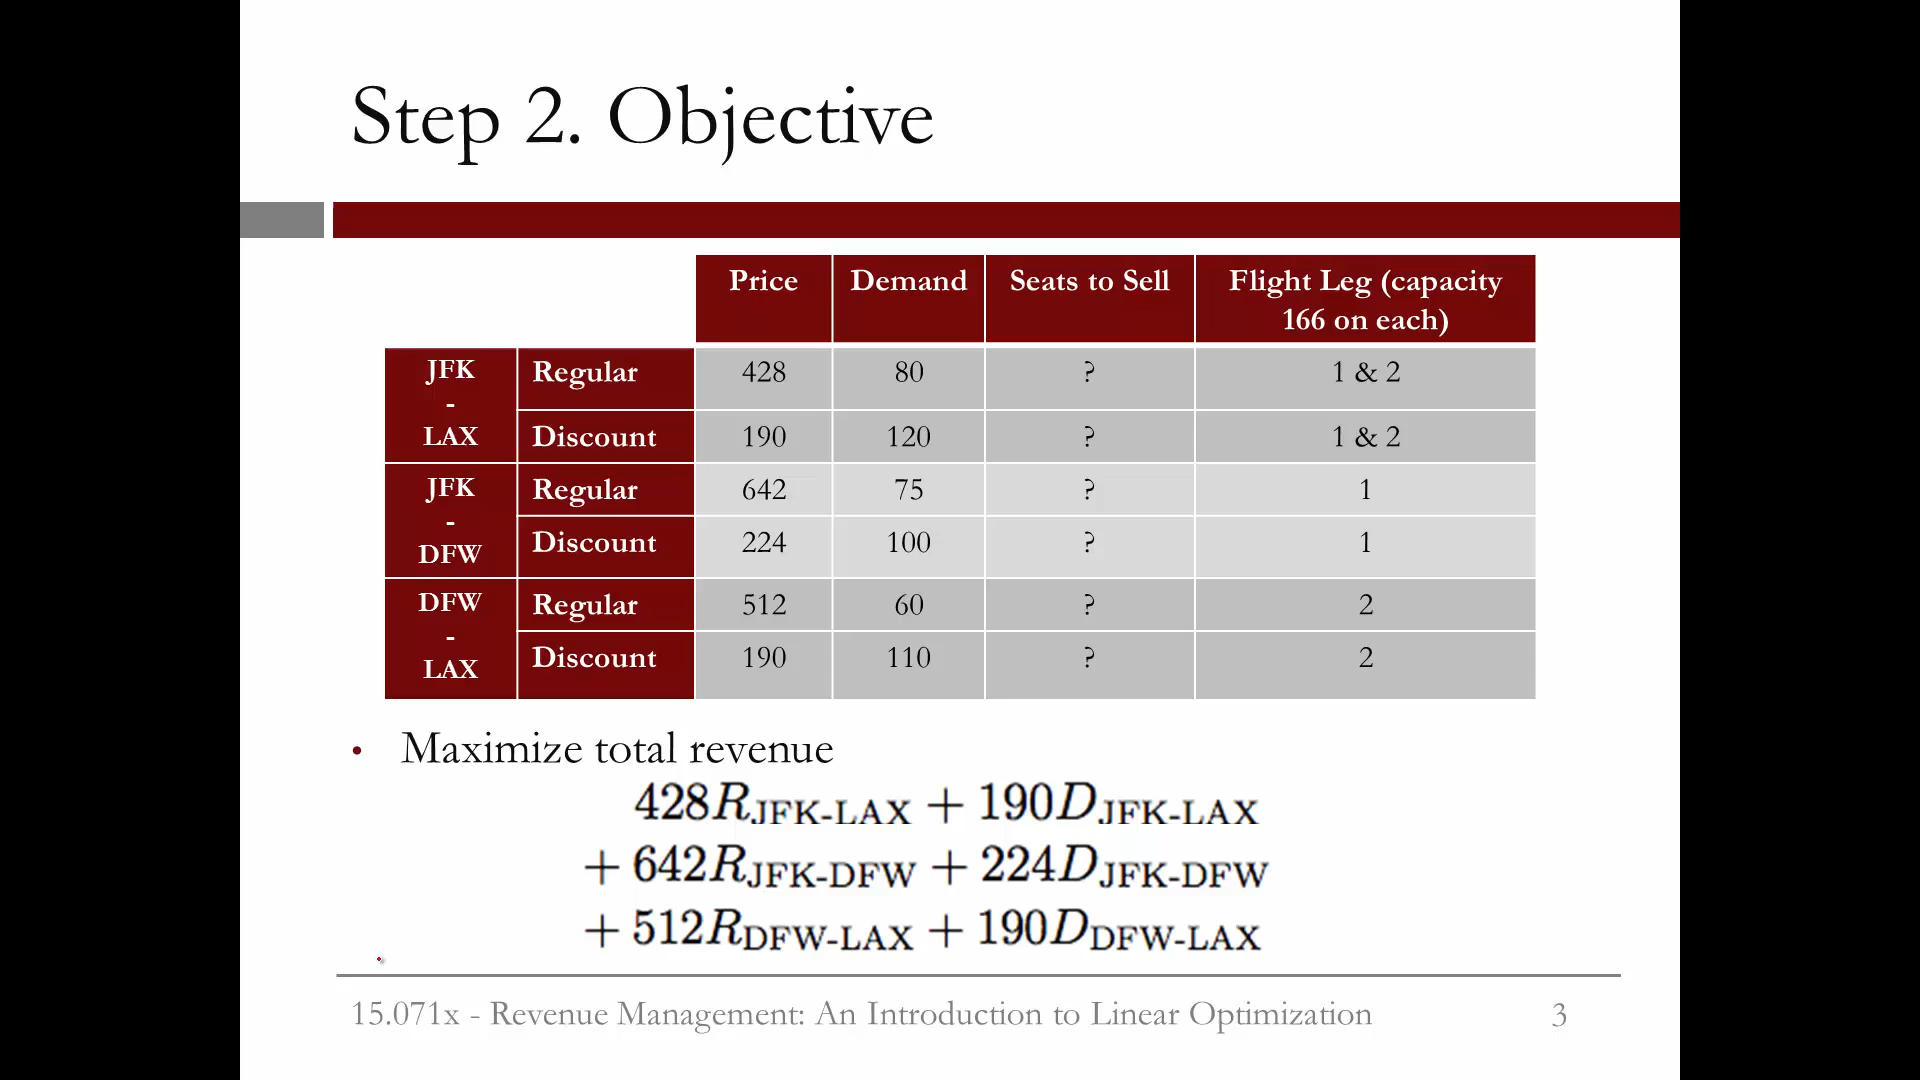 Step 2. Objective
Price Demand Seats to Sell Flight Leg (capacity
166 on each)
JFK
-
LAX
Regular 428 80 ? 1 & 2
Discount 190 120 ? 1 & 2
JFK
-
DFW
Regular 642 75 ? 1
Discount 224 100 ? 1
DFW
-
LAX
Regular 512 60 ? 2
Discount 190 110 ? 2
• Maximize total revenue
428R_JFK-LAX + 190D_JFK-LAX
+ 642R_JFK-DFW + 224D_JFK-DFW
+ 512R_DFW-LAX + 190D_DFW-LAX
15.071x - Revenue Management: An Introduction to Linear Optimization 3